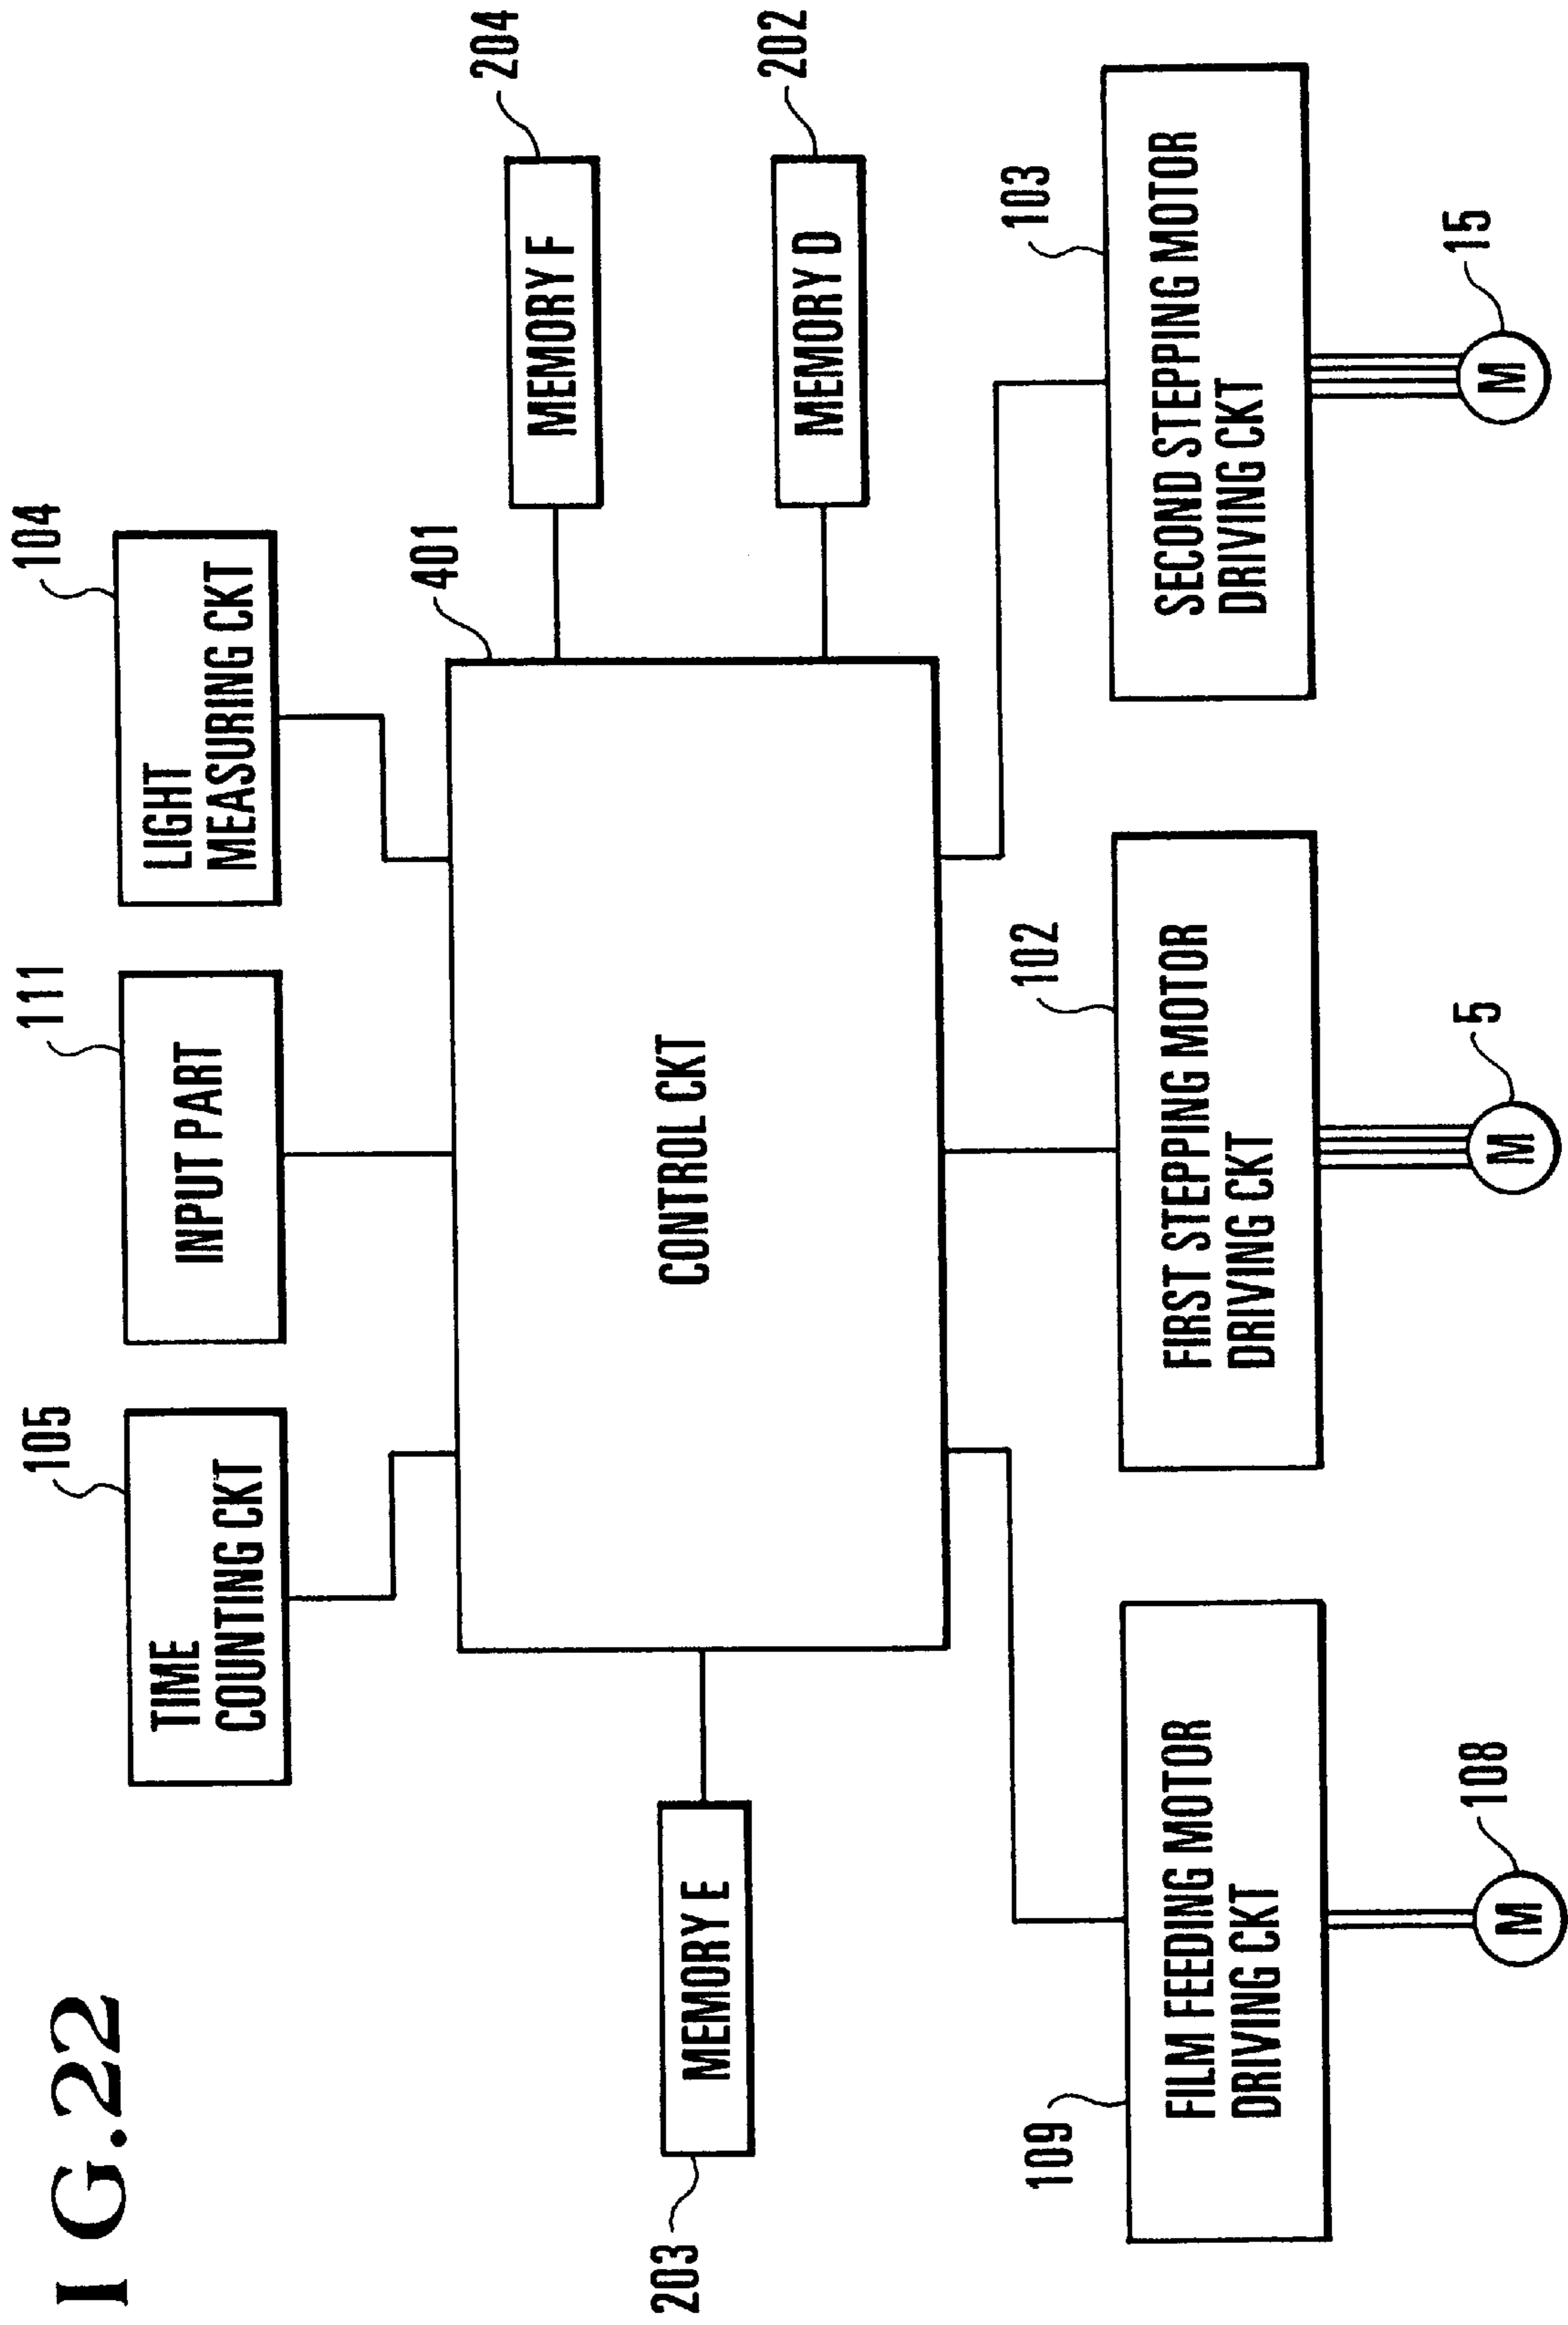 I G.22
105
TIME
COUNTING CKT
111
INPUT PART
104
LIGHT
MEASURING CKT
401
CONTROL CKT
203
MEMORY E
204
MEMORY F
202
MEMORY D
109
FILM FEEDING MOTOR
DRIVING CKT
102
FIRST STEPPING MOTOR
DRIVING CKT
103
SECOND STEPPING MOTOR
DRIVING CKT
M
108
M
5
M
15